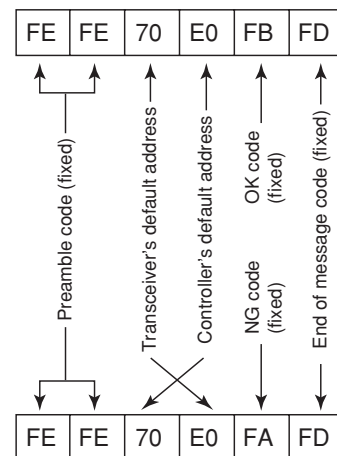 FE FE 70 E0 FB FD
Preamble code (fixed)
Transceiver's default address
Controller's default address
OK code
(fixed)
NG code
(fixed)
End of message code (fixed)
FE FE 70 E0 FA FD